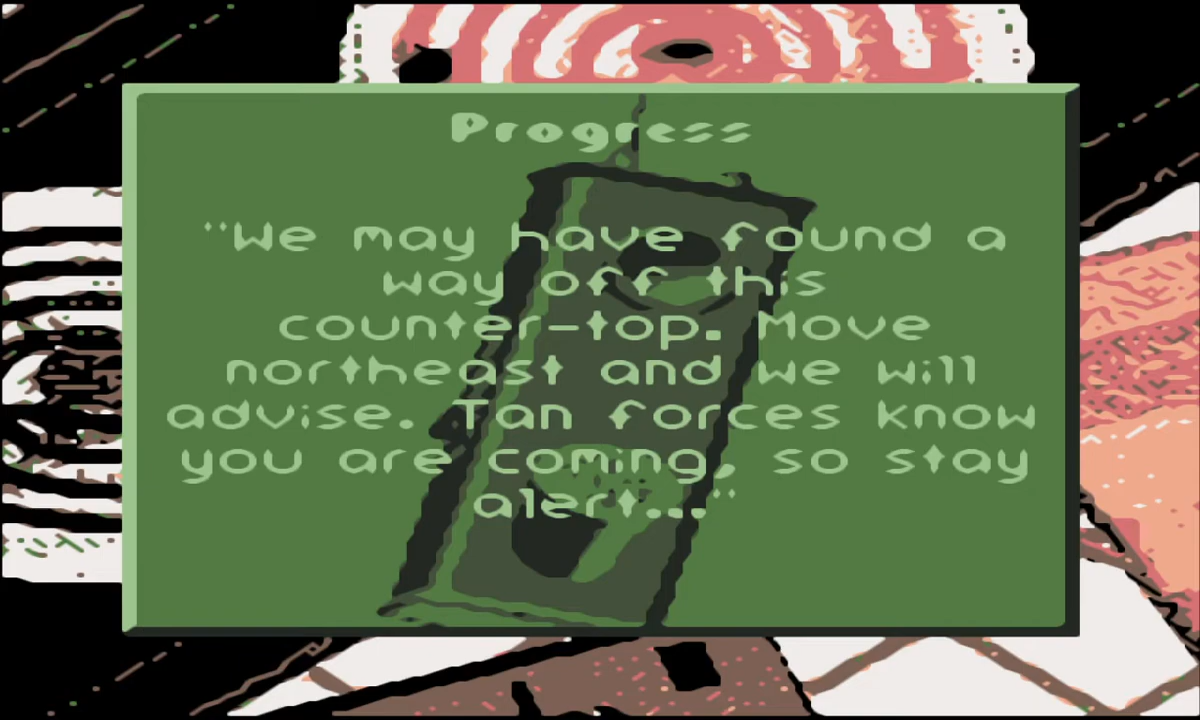 Progress
"We may have found a
way off this
counter-top. Move
northeast and we will
advise. Tan forces know
you are coming, so stay
alert..."